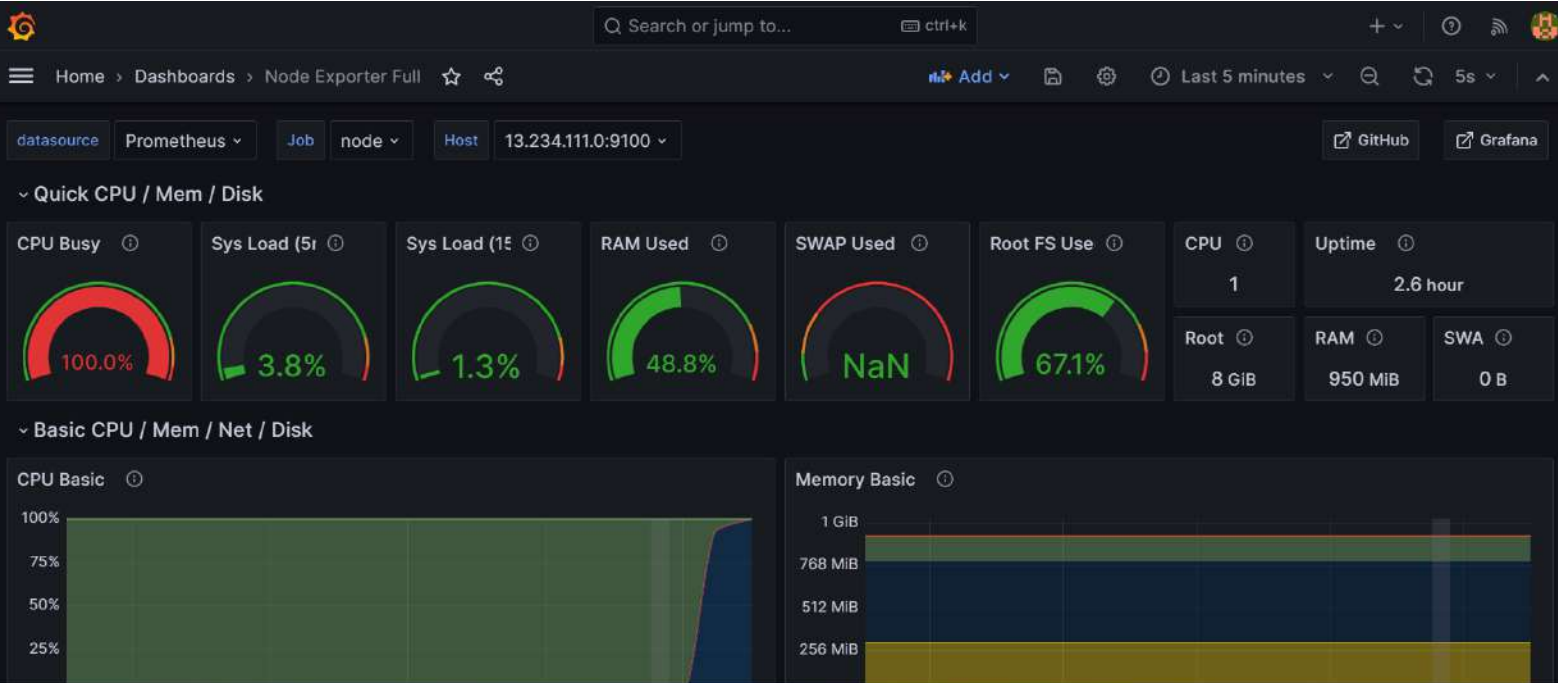 Search or jump to... ctrl+k
Home › Dashboards › Node Exporter Full Add Last 5 minutes 5s
datasource Prometheus Job node Host 13.234.111.0:9100 GitHub Grafana
Quick CPU / Mem / Disk
CPU Busy Sys Load (5r Sys Load (15 RAM Used SWAP Used Root FS Use CPU Uptime
1 2.6 hour
Root RAM SWA
100.0% 3.8% 1.3% 48.8% NaN 67.1% 8 GiB 950 MiB 0 B
Basic CPU / Mem / Net / Disk
CPU Basic Memory Basic
100% 1 GiB
75% 768 MiB
50% 512 MiB
25% 256 MiB